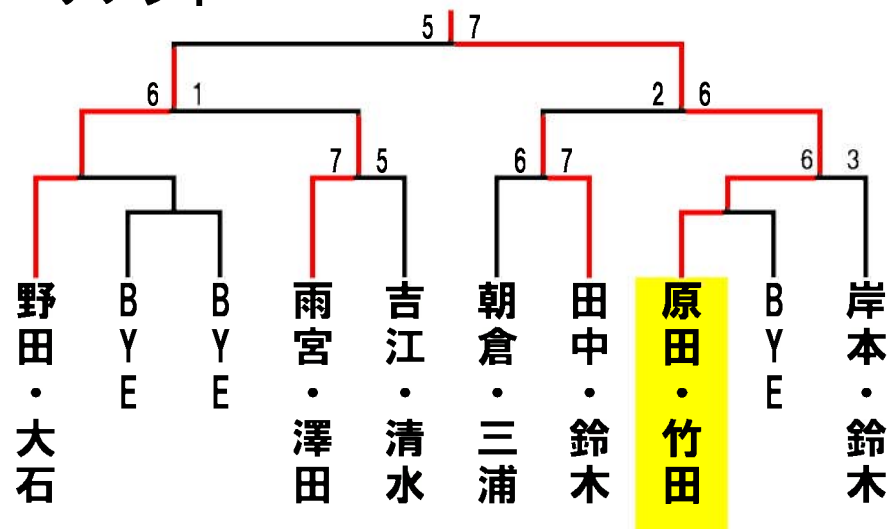 5 7
6 1
2 6
7 5
6 7
6 3
野田・大石
BYE
BYE
雨宮・澤田
吉江・清水
朝倉・三浦
田中・鈴木
原田・竹田
BYE
岸本・鈴木